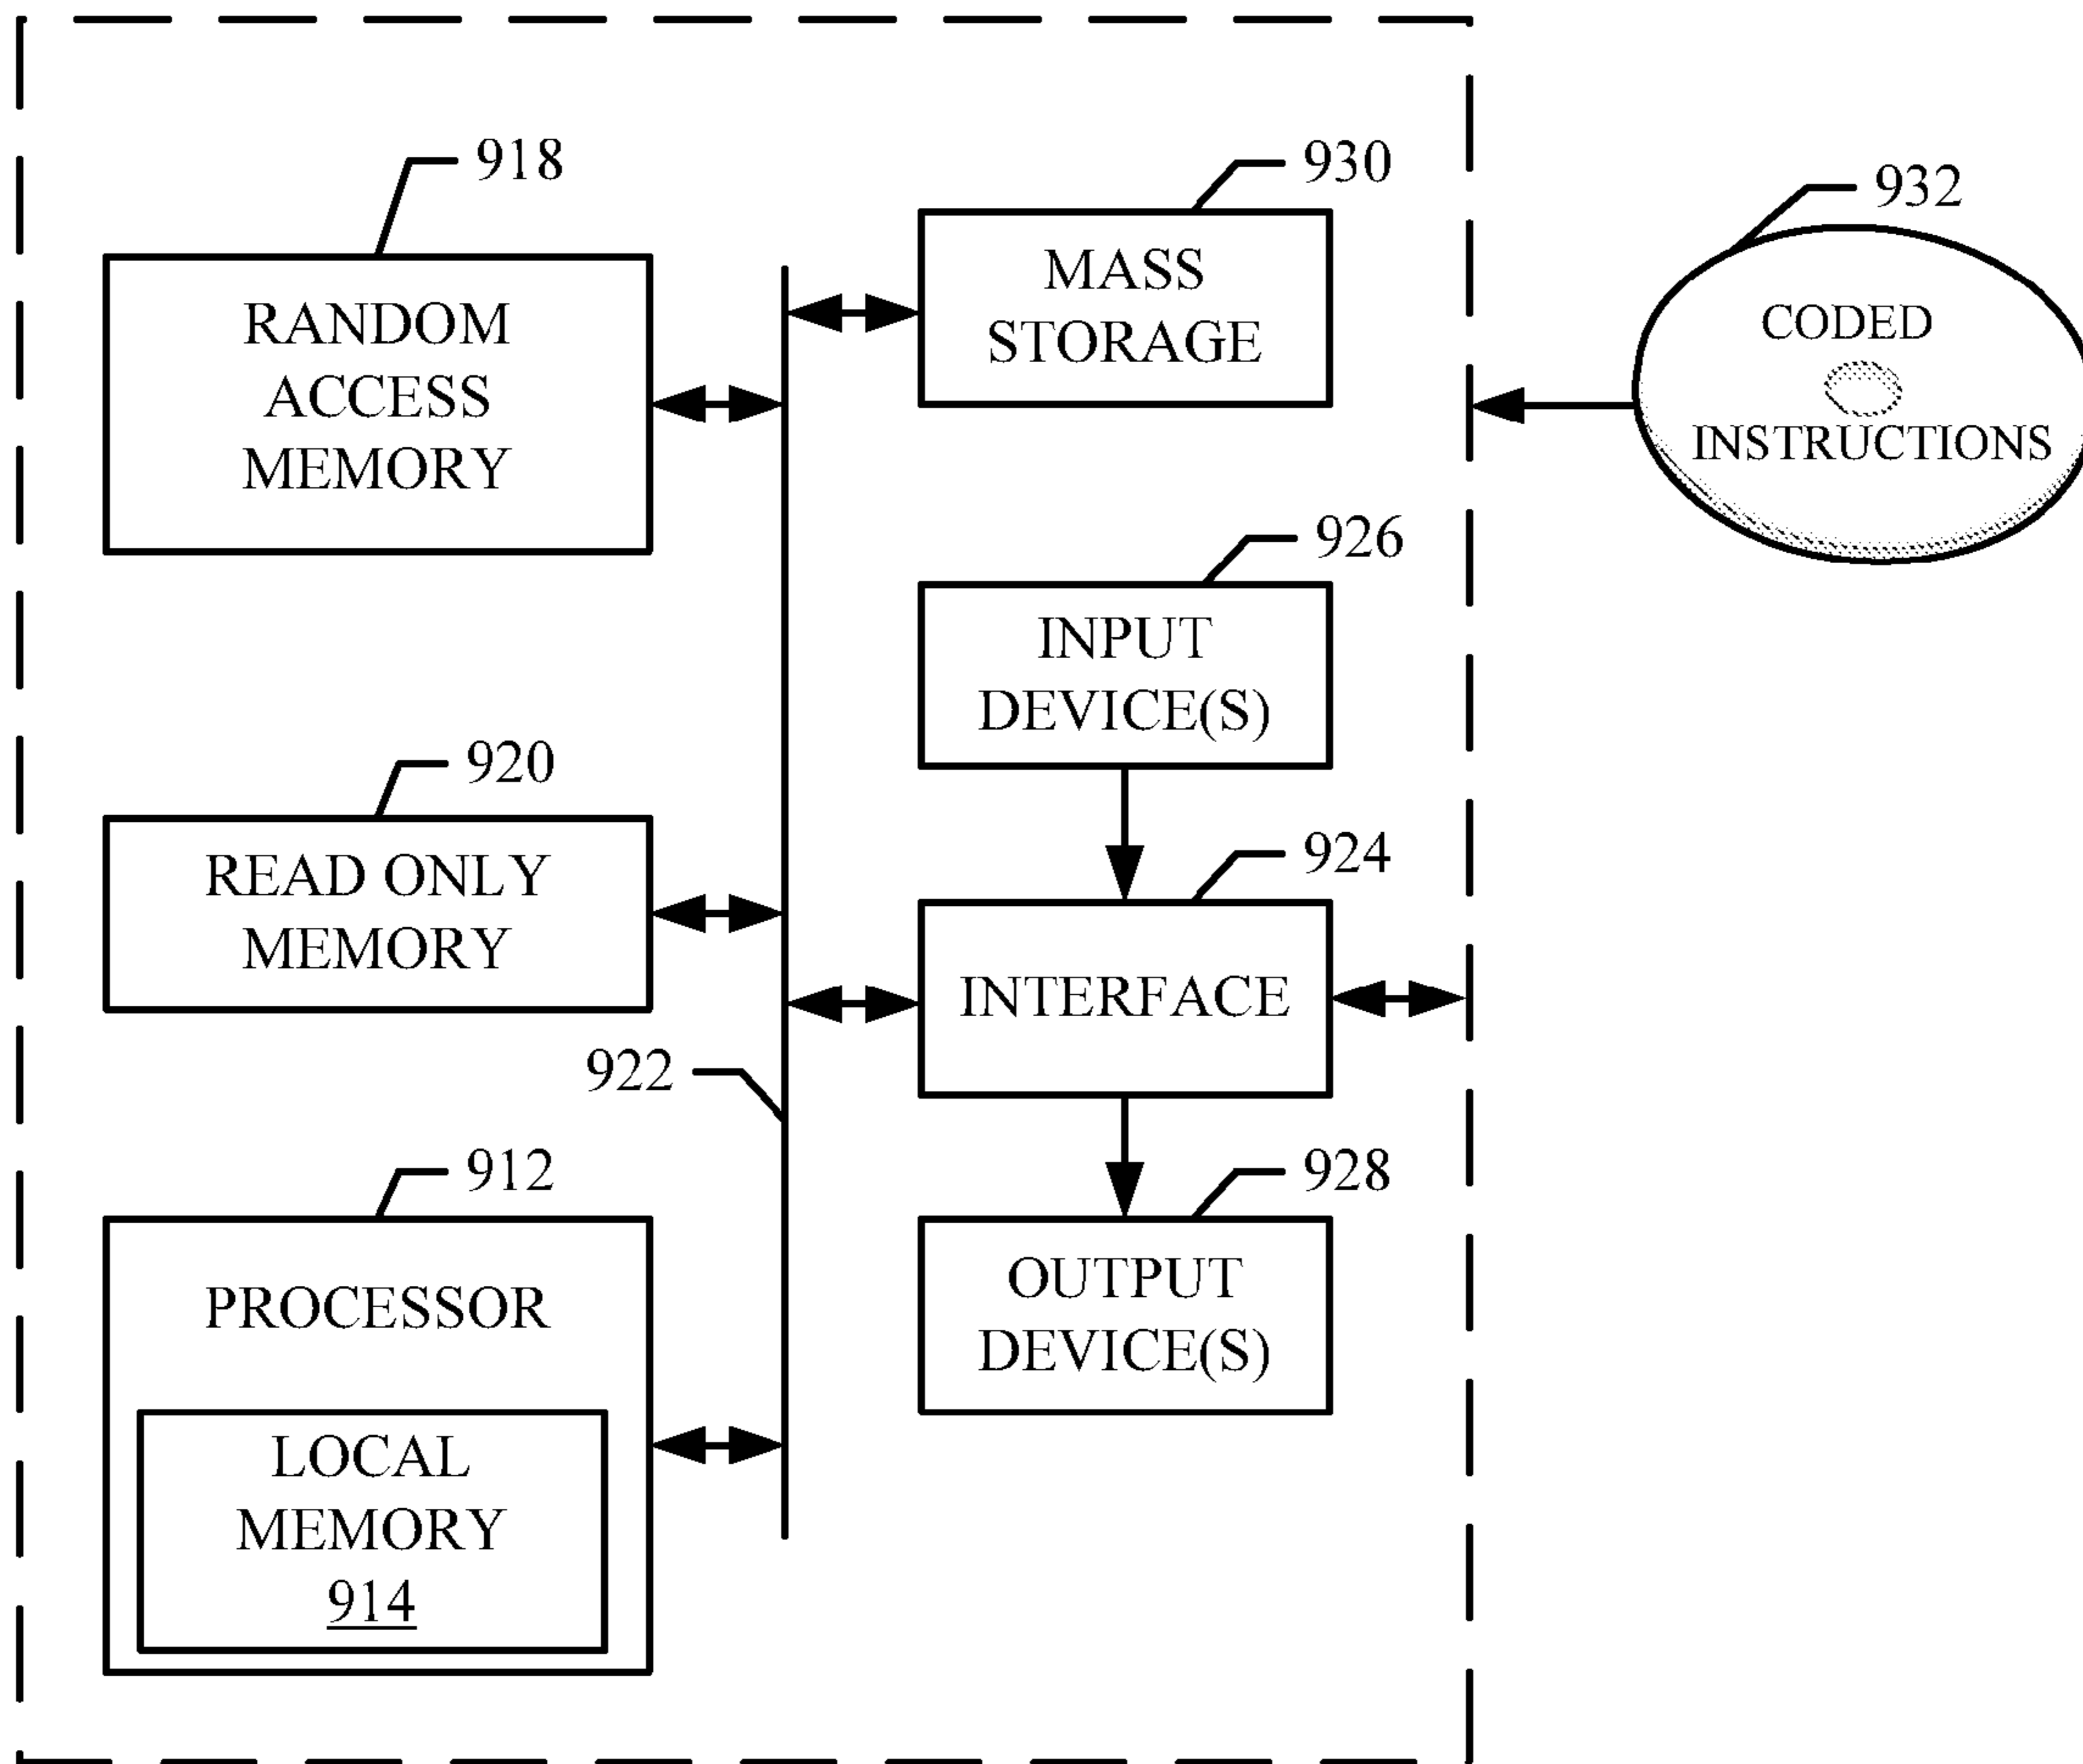 918
RANDOM
ACCESS
MEMORY
930
MASS
STORAGE
932
CODED
INSTRUCTIONS
926
INPUT
DEVICE(S)
920
READ ONLY
MEMORY
924
INTERFACE
922
912
PROCESSOR
LOCAL
MEMORY
914
928
OUTPUT
DEVICE(S)